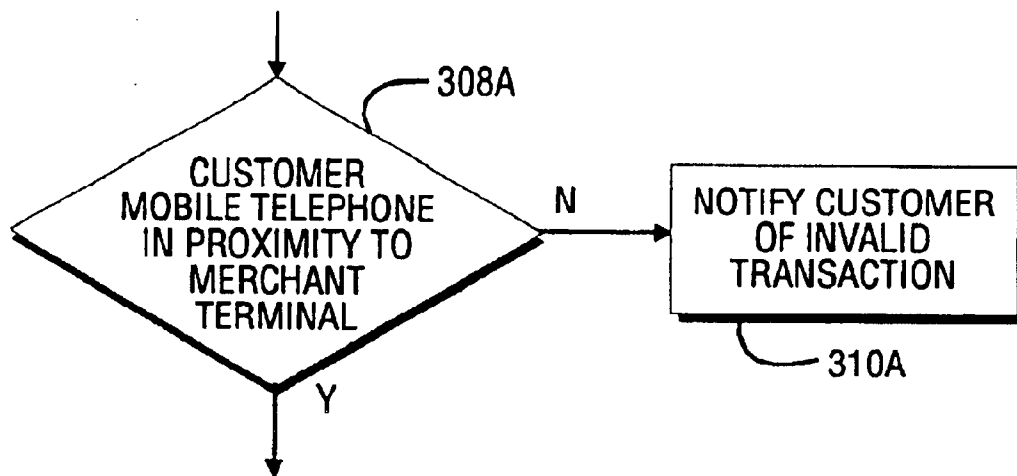 308A
CUSTOMER
MOBILE TELEPHONE
IN PROXIMITY TO
MERCHANT
TERMINAL
N
NOTIFY CUSTOMER
OF INVALID
TRANSACTION
310A
Y